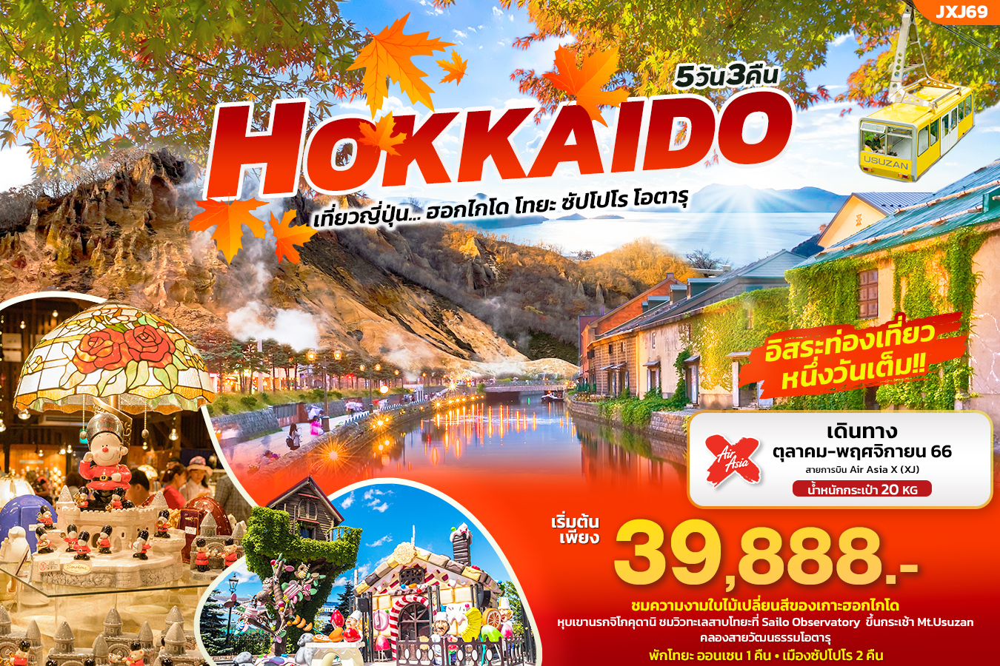 JXJ69
5วัน3คืน
HOKKAIDO
เที่ยวญี่ปุ่น... ฮอกไกโด โทยะ ซัปโปโร โอตารุ
USUZAN
อิสระท่องเที่ยว
หนึ่งวันเต็ม!!
Air
Asia
เดินทาง
ตุลาคม-พฤศจิกายน 66
สายการบิน Air Asia X (XJ)
น้ำหนักกระเป๋า 20 KG
เริ่มต้น
เพียง
39,888.-
ชมความงามใบไม้เปลี่ยนสีของเกาะฮอกไกโด
หุบเขานรกจิโกคุดานิ ชมวิวทะเลสาบโทยะที่ Sailo Observatory ขึ้นกระเช้า Mt.Usuzan
คลองสายวัฒนธรรมโอตารุ
พักโทยะ ออนเซน 1 คืน • เมืองซัปโปโร 2 คืน